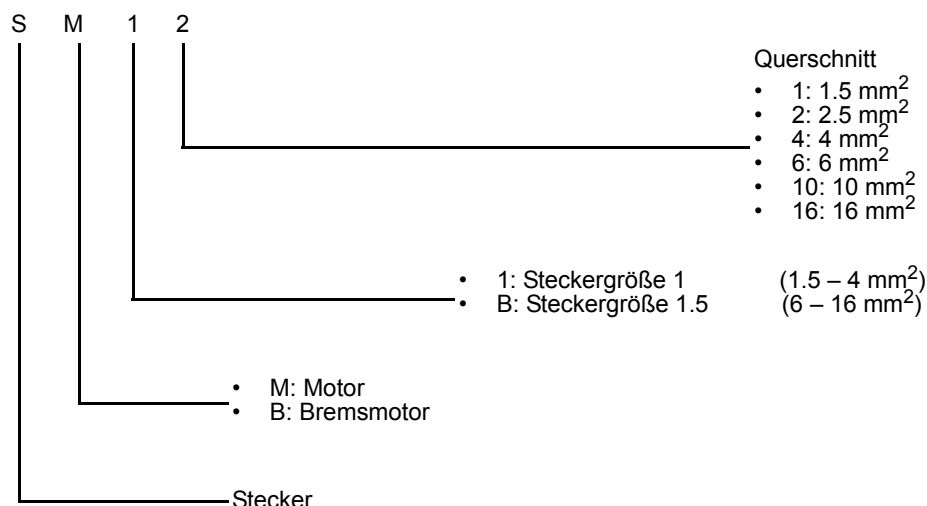 S M 1 2
Querschnitt
• 1: 1.5 mm²
• 2: 2.5 mm²
• 4: 4 mm²
• 6: 6 mm²
• 10: 10 mm²
• 16: 16 mm²
• 1: Steckergröße 1 (1.5 – 4 mm²)
• B: Steckergröße 1.5 (6 – 16 mm²)
• M: Motor
• B: Bremsmotor
Stecker